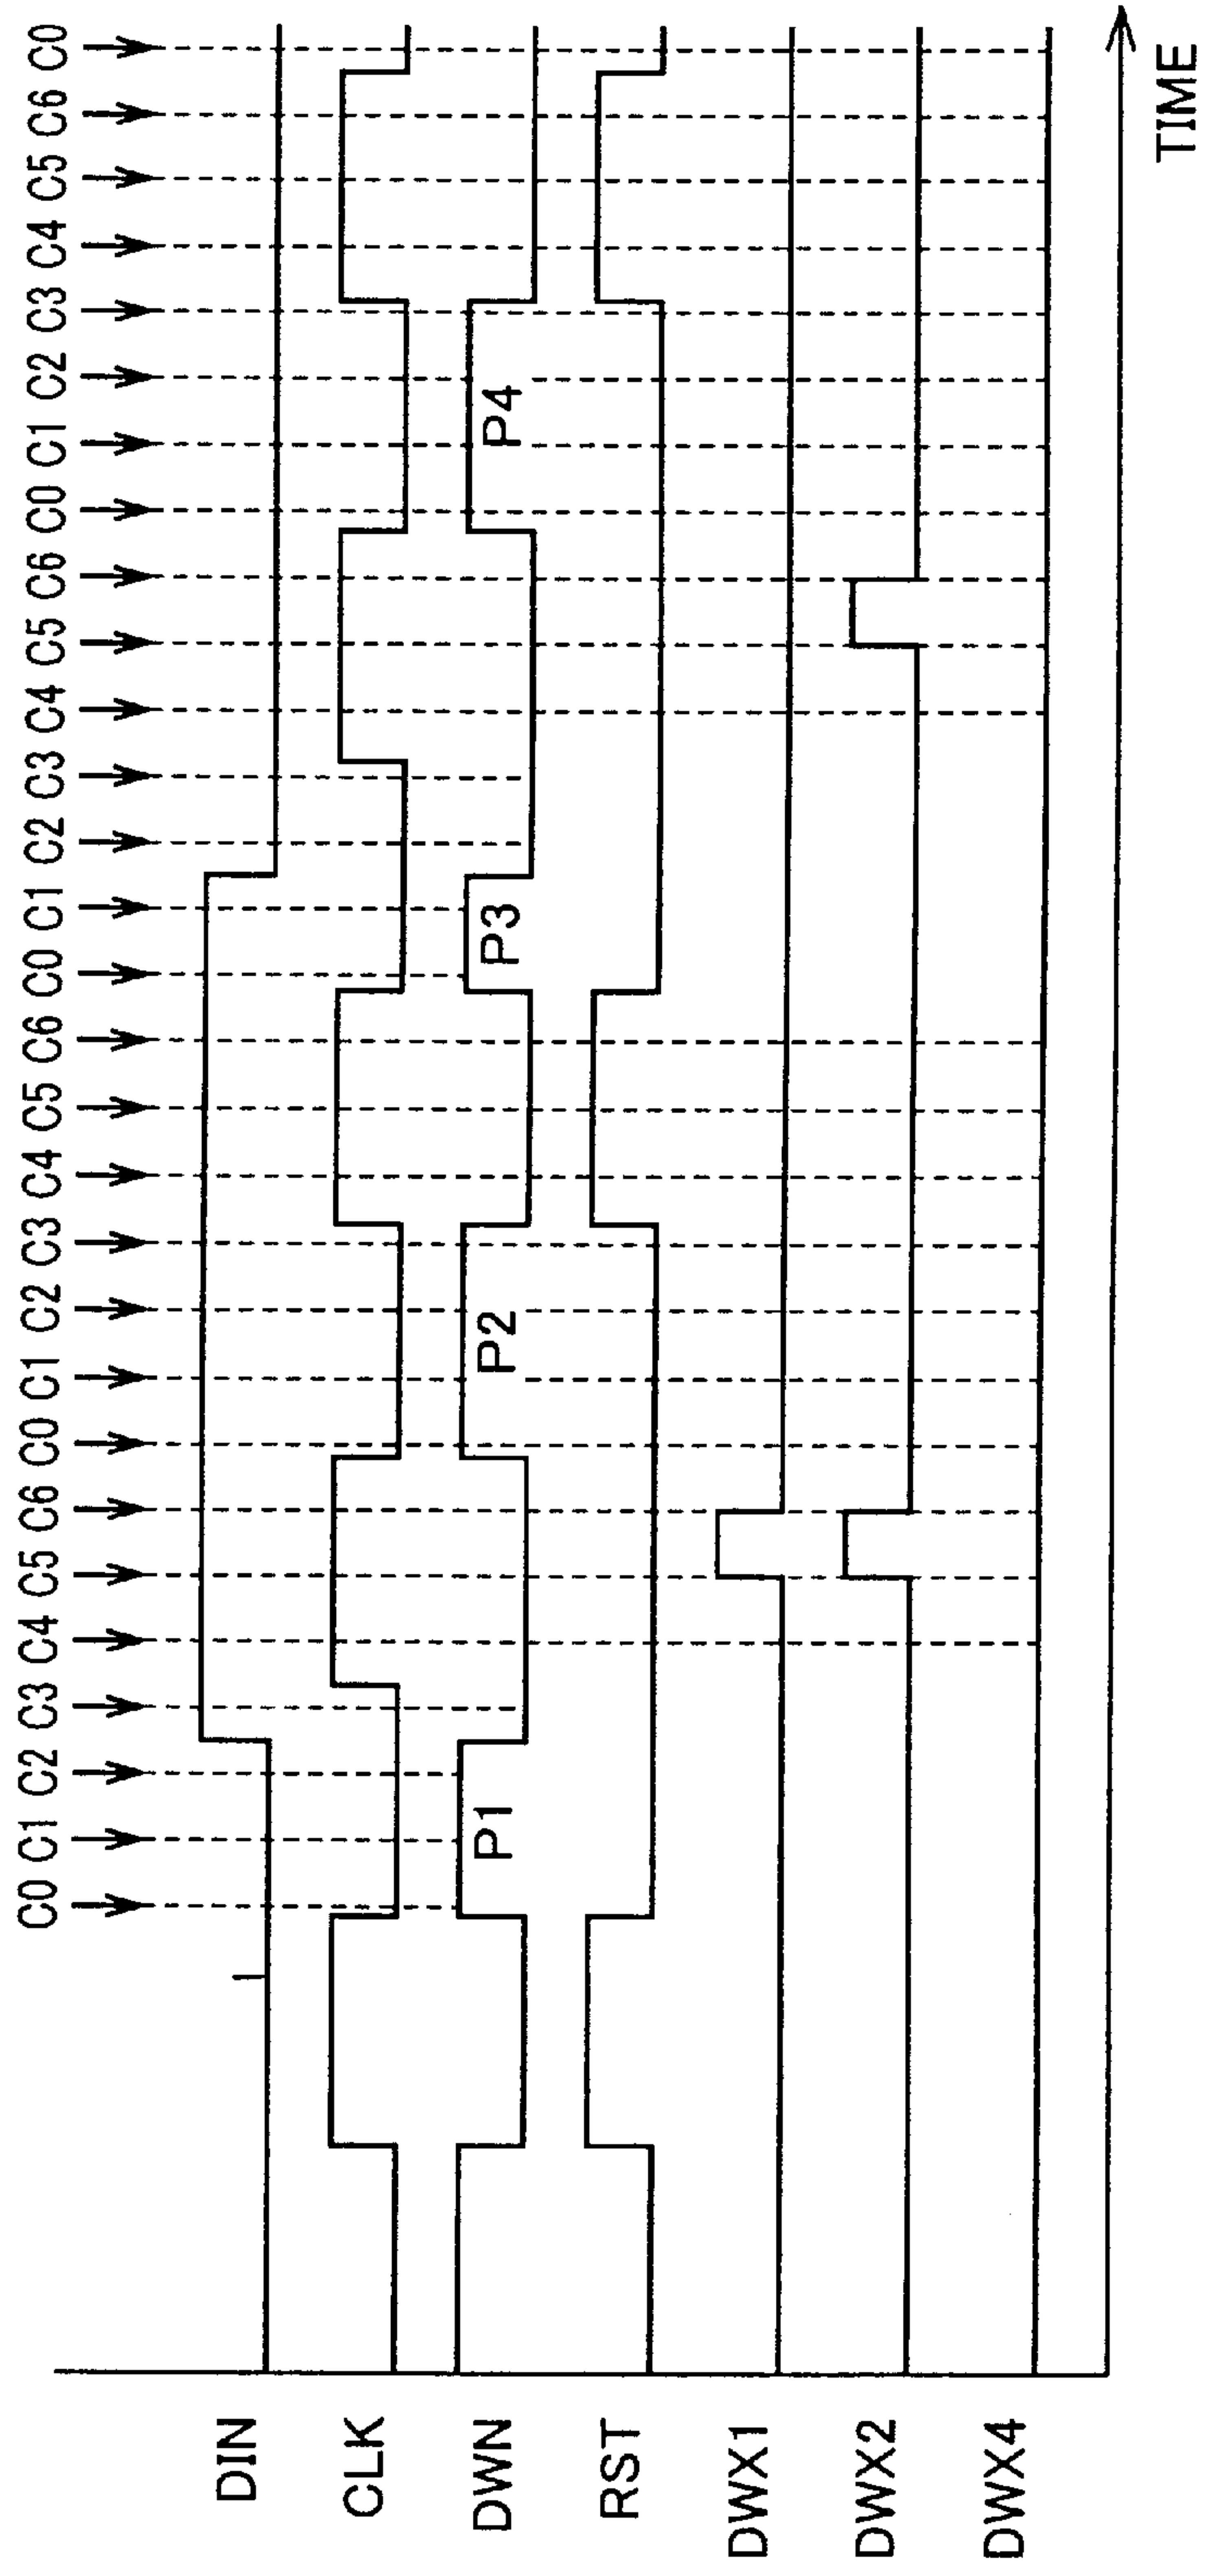 C0 C1 C2 C3 C4 C5 C6 C0 C1 C2 C3 C4 C5 C6 C0 C1 C2 C3 C4 C5 C6 C0 C1 C2 C3 C4 C5 C6 C0
DIN
CLK
DWN P1 P2 P3 P4
RST
DWX1
DWX2
DWX4
TIME